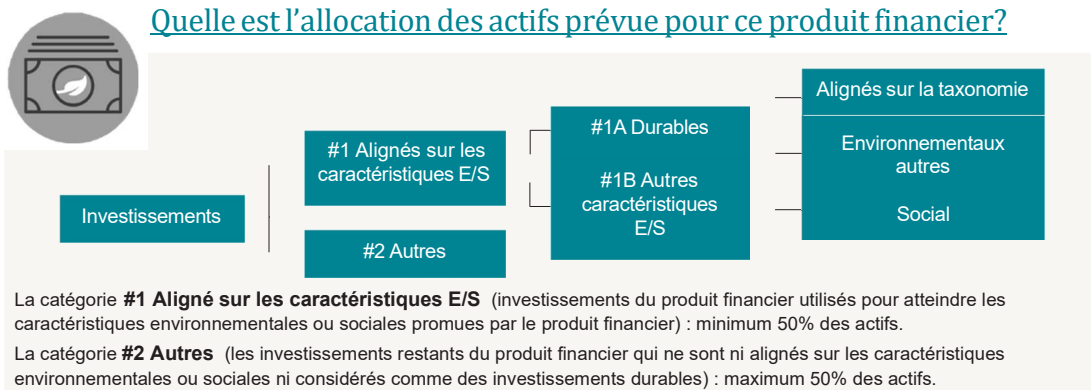 Quelle est l’allocation des actifs prévue pour ce produit financier?
Investissements
#1 Alignés sur les
caractéristiques E/S
#2 Autres
#1A Durables
#1B Autres
caractéristiques
E/S
Alignés sur la taxonomie
Environnementaux
autres
Social
La catégorie #1 Aligné sur les caractéristiques E/S (investissements du produit financier utilisés pour atteindre les
caractéristiques environnementales ou sociales promues par le produit financier) : minimum 50% des actifs.
La catégorie #2 Autres (les investissements restants du produit financier qui ne sont ni alignés sur les caractéristiques
environnementales ou sociales ni considérés comme des investissements durables) : maximum 50% des actifs.